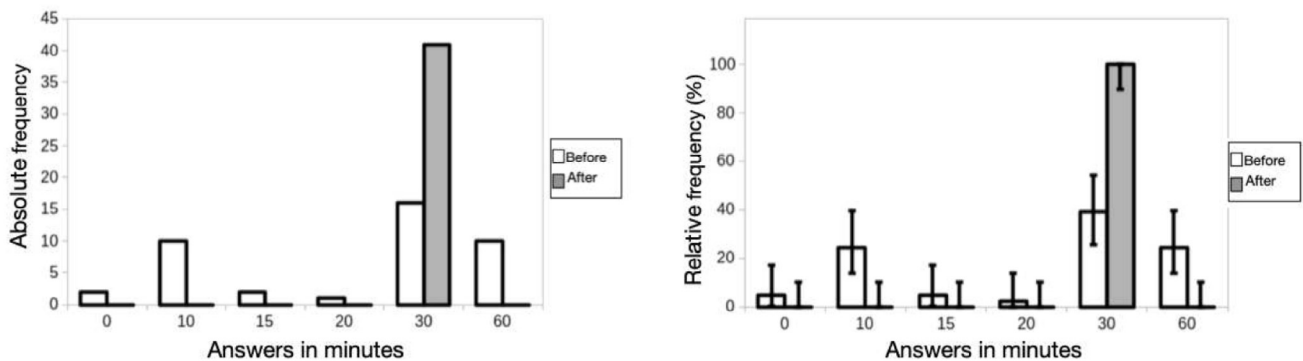 45
40
35
30
25
20
15
10
5
0
Absolute frequency
0 10 15 20 30 60
Answers in minutes
Before
After
100
80
60
40
20
0
Relative frequency (%)
0 10 15 20 30 60
Answers in minutes
Before
After